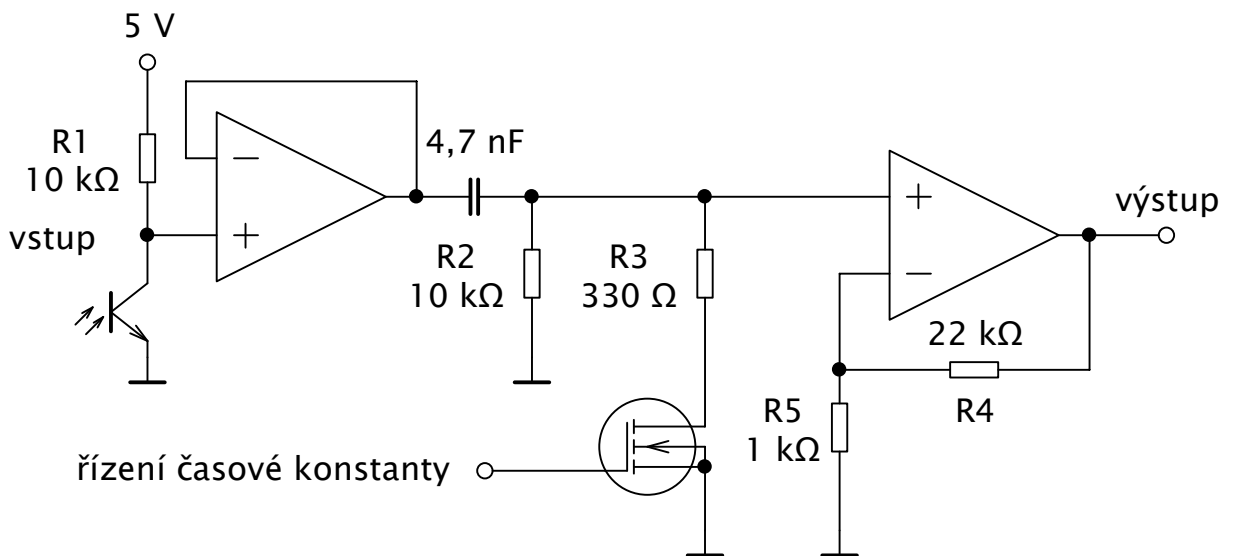 5 V
R1
10 kΩ
4,7 nF
vstup
výstup
R2
10 kΩ
R3
330 Ω
22 kΩ
R4
R5
1 kΩ
řízení časové konstanty